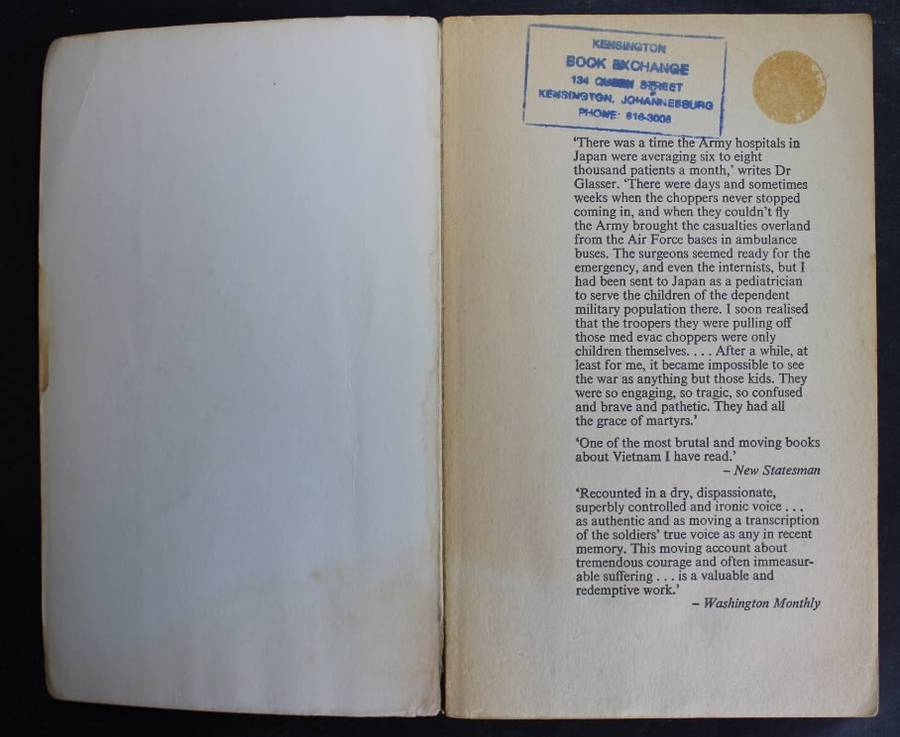 KENSINGTON
BOOK EXCHANGE
134 QUEEN STREET
KENSINGTON, JOHANNESBURG
PHONE: 616-3008
‘There was a time the Army hospitals in
Japan were averaging six to eight
thousand patients a month,’ writes Dr
Glasser. ‘There were days and sometimes
weeks when the choppers never stopped
coming in, and when they couldn’t fly
the Army brought the casualties overland
from the Air Force bases in ambulance
buses. The surgeons seemed ready for the
emergency, and even the internists, but I
had been sent to Japan as a pediatrician
to serve the children of the dependent
military population there. I soon realised
that the troopers they were pulling off
those med evac choppers were only
children themselves. . . . After a while, at
least for me, it became impossible to see
the war as anything but those kids. They
were so engaging, so tragic, so confused
and brave and pathetic. They had all
the grace of martyrs.’
‘One of the most brutal and moving books
about Vietnam I have read.’
– New Statesman
‘Recounted in a dry, dispassionate,
superbly controlled and ironic voice . . .
as authentic and as moving a transcription
of the soldiers’ true voice as any in recent
memory. This moving account about
tremendous courage and often immeasur-
able suffering . . . is a valuable and
redemptive work.’
– Washington Monthly